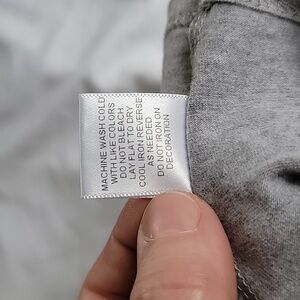 MACHINE WASH COLD
WITH LIKE COLORS
DO NOT BLEACH
LAY FLAT TO DRY
COOL IRON REVERSE
AS NEEDED
DO NOT IRON ON
DECORATION